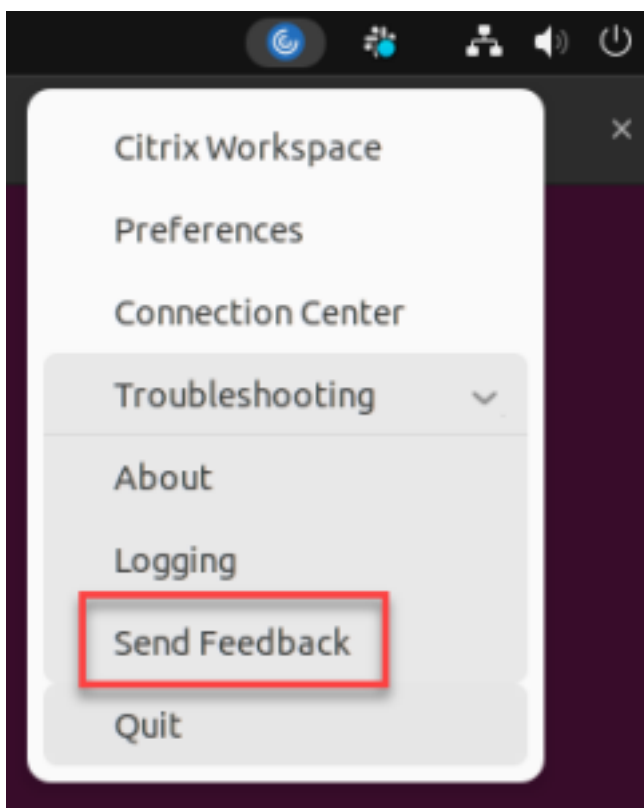 Citrix Workspace
Preferences
Connection Center
Troubleshooting
About
Logging
Send Feedback
Quit